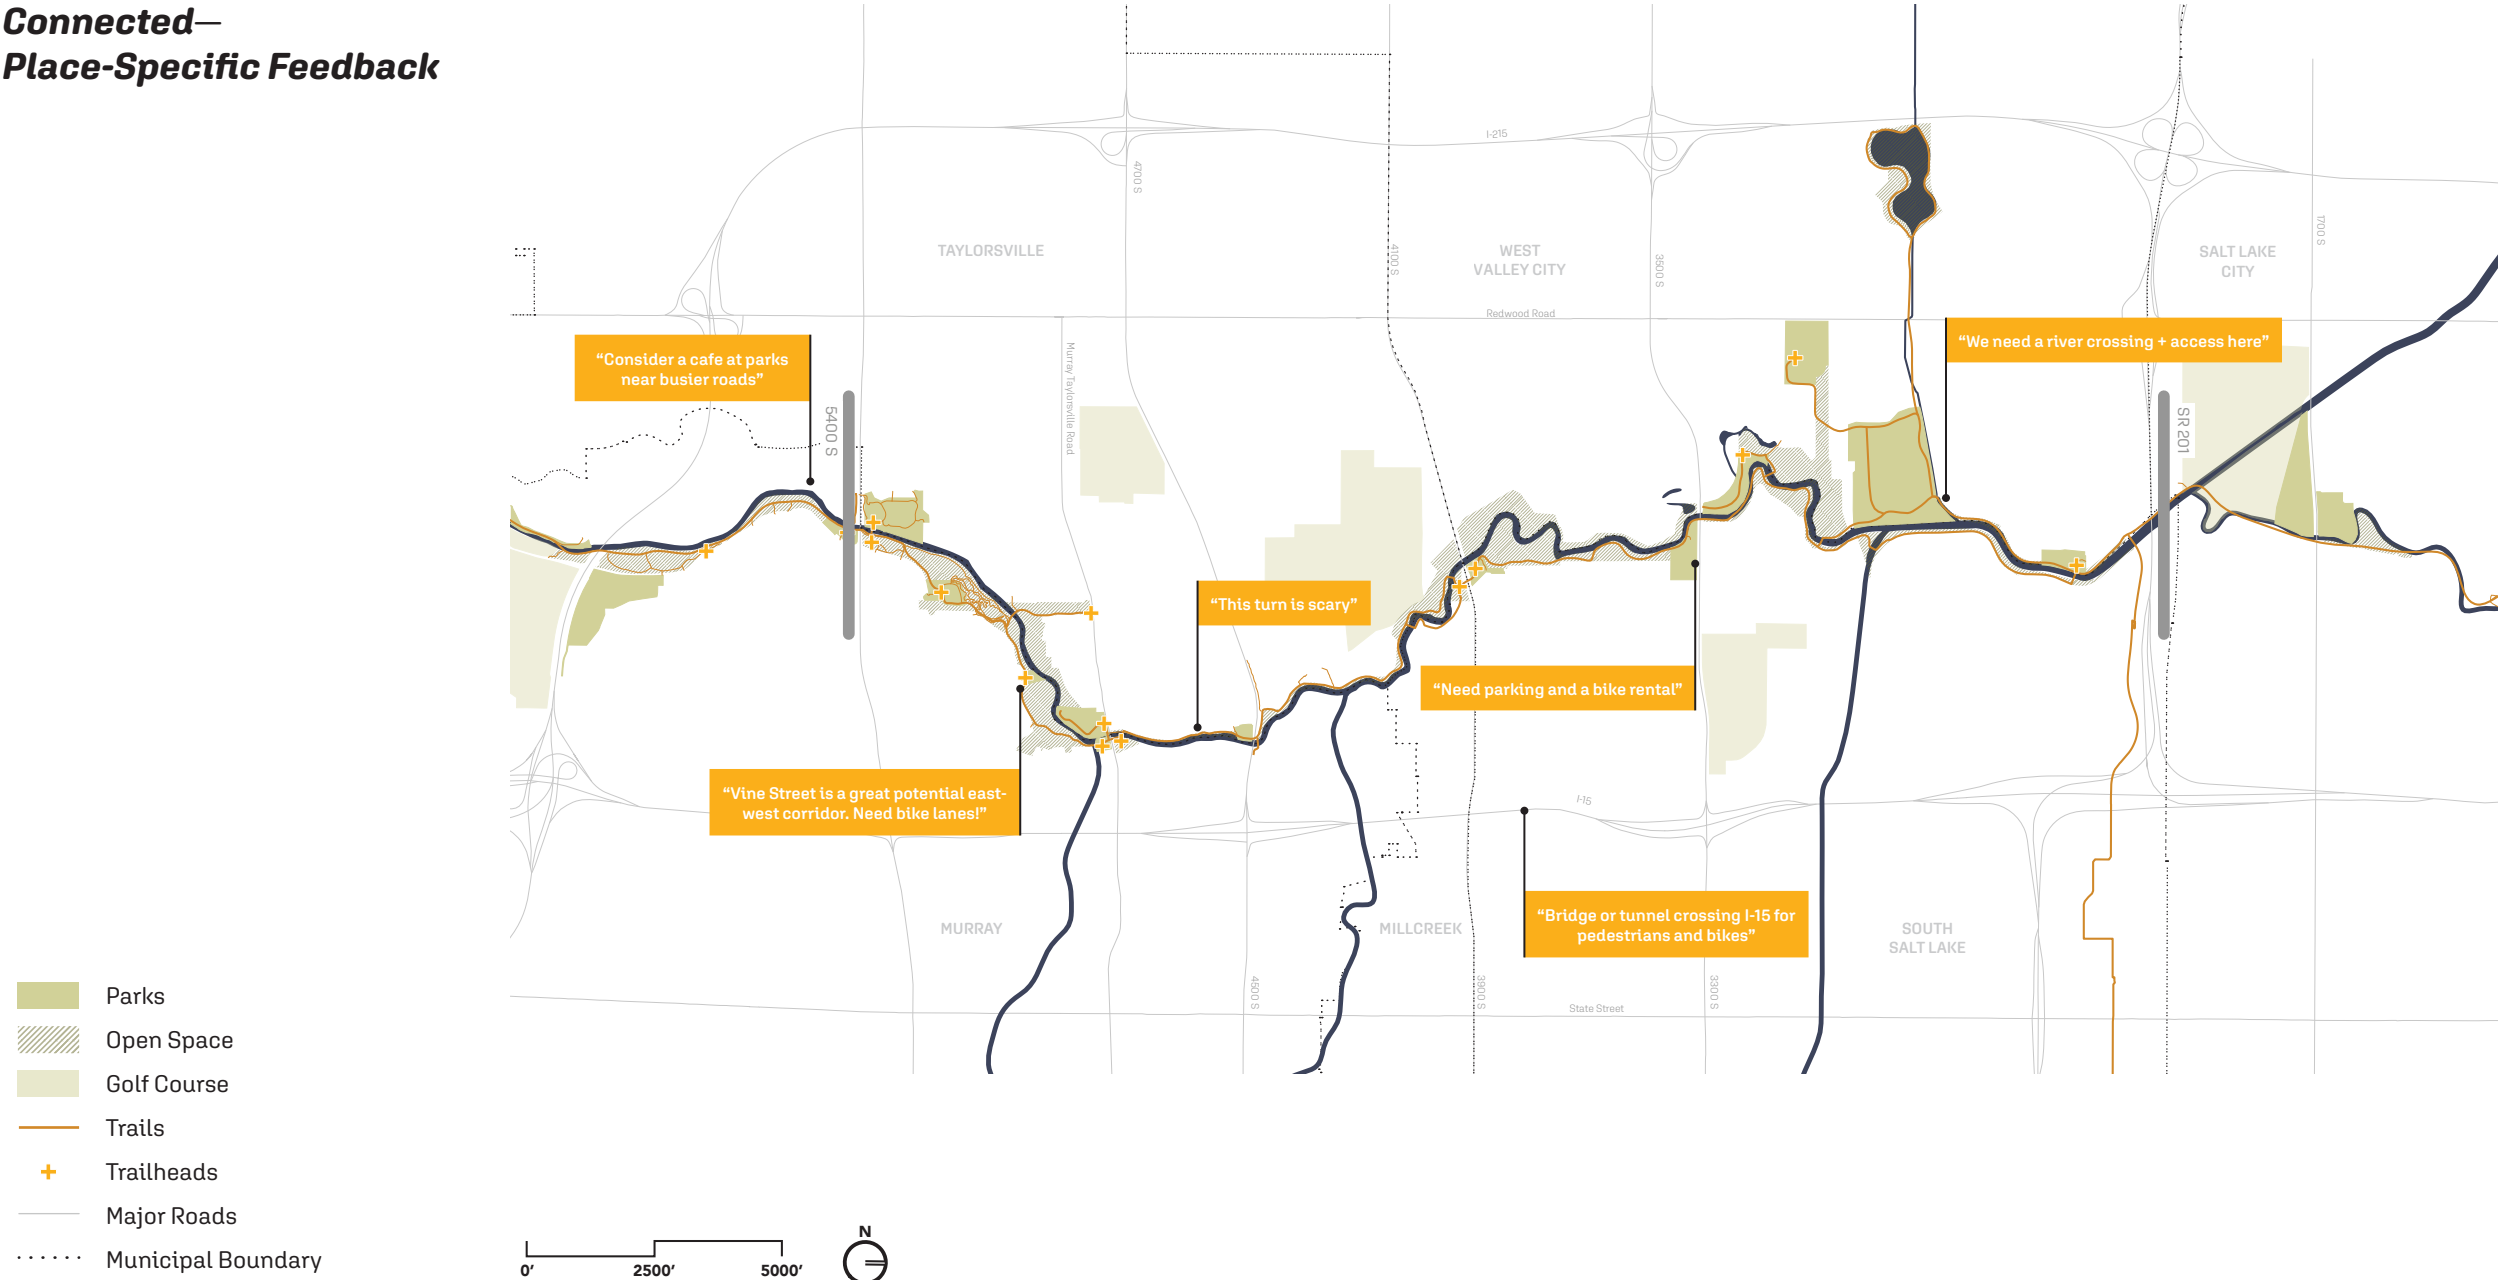 Connected—
Place-Specific Feedback
I-215
4700 S
TAYLORSVILLE
WEST
VALLEY CITY
4100 S
3500 S
SALT LAKE
CITY
1700 S
Redwood Road
“Consider a cafe at parks
near busier roads”
5400 S
Murray Taylorsville Road
“We need a river crossing + access here”
SR 201
“This turn is scary”
“Need parking and a bike rental”
“Vine Street is a great potential east-
west corridor. Need bike lanes!”
I-15
“Bridge or tunnel crossing I-15 for
pedestrians and bikes”
MURRAY
MILLCREEK
SOUTH
SALT LAKE
4500 S
3900 S
3300 S
State Street
Parks
Open Space
Golf Course
Trails
Trailheads
Major Roads
Municipal Boundary
0’
2500’
5000’
N